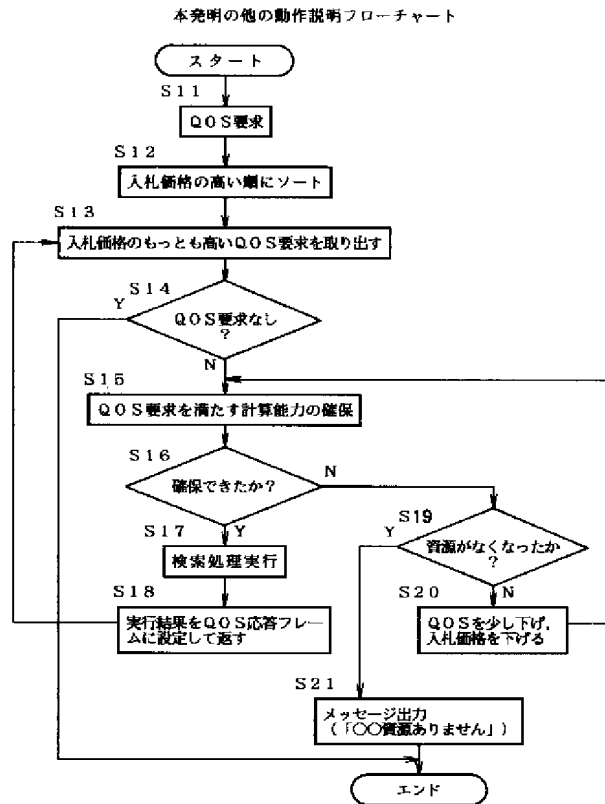 本発明の他の動作説明フローチャート
スタート
S11
QOS要求
S12
入札価格の高い順にソート
S13
入札価格のもっとも高いQOS要求を取り出す
S14
Y
QOS要求なし
?
N
S15
QOS要求を満たす計算能力の確保
S16
確保できたか?
N
Y
S17
検索処理実行
S18
実行結果をQOS応答フレー
ムに設定して返す
S19
Y
資源がなくなったか
?
N
S20
QOSを少し下げ,
入札価格を下げる
S21
メッセージ出力
(「〇〇資源ありません」)
エンド